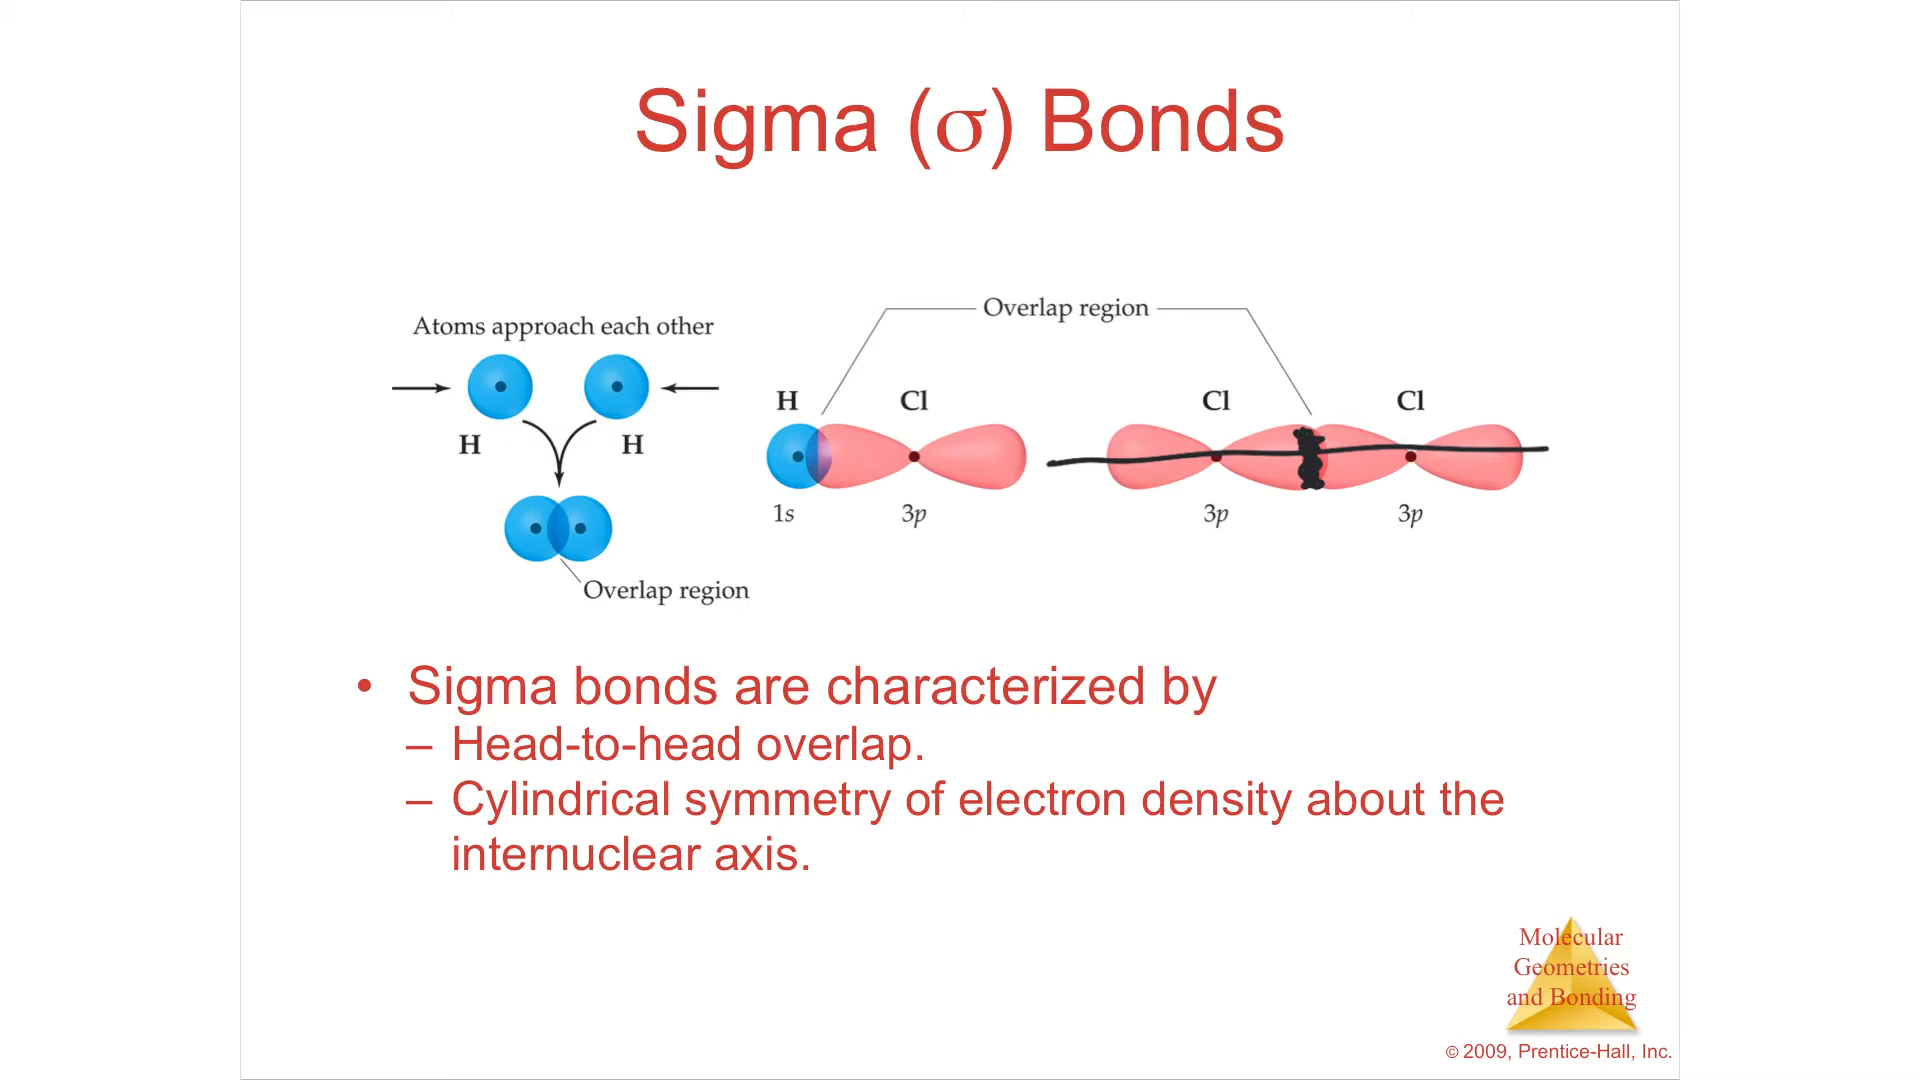 Sigma (σ) Bonds
Atoms approach each other
H
H
Overlap region
Overlap region
H
Cl
1s
3p
Cl
Cl
3p
3p
• Sigma bonds are characterized by
– Head-to-head overlap.
– Cylindrical symmetry of electron density about the
internuclear axis.
Molecular
Geometries
and Bonding
© 2009, Prentice-Hall, Inc.